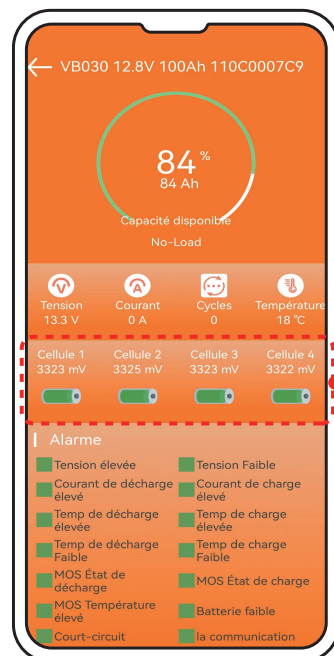 VB030 12.8V 100Ah 110C0007C9
84 %
84 Ah
Capacité disponible
No-Load
Tension Courant Cycles Température
13.3 V 0 A 0 18 °C
Cellule 1 Cellule 2 Cellule 3 Cellule 4
3323 mV 3325 mV 3323 mV 3322 mV
Alarme
Tension élevée Tension Faible
Courant de décharge Courant de charge
élevé élevé
Temp de décharge Temp de charge
élevée élevée
Temp de décharge Temp de charge
Faible Faible
MOS État de
décharge MOS État de charge
MOS Température
élevé Batterie faible
Court-circuit la communication